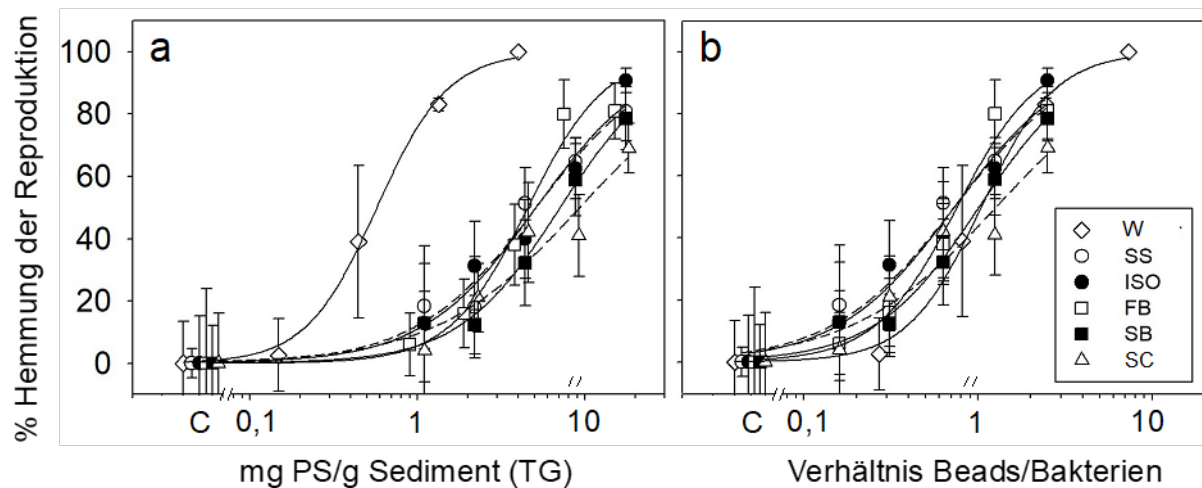 % Hemmung der Reproduktion
100
80
60
40
20
0
a
C
0,1
1
10
mg PS/g Sediment (TG)
b
C
0,1
1
10
Verhältnis Beads/Bakterien
W
SS
ISO
FB
SB
SC